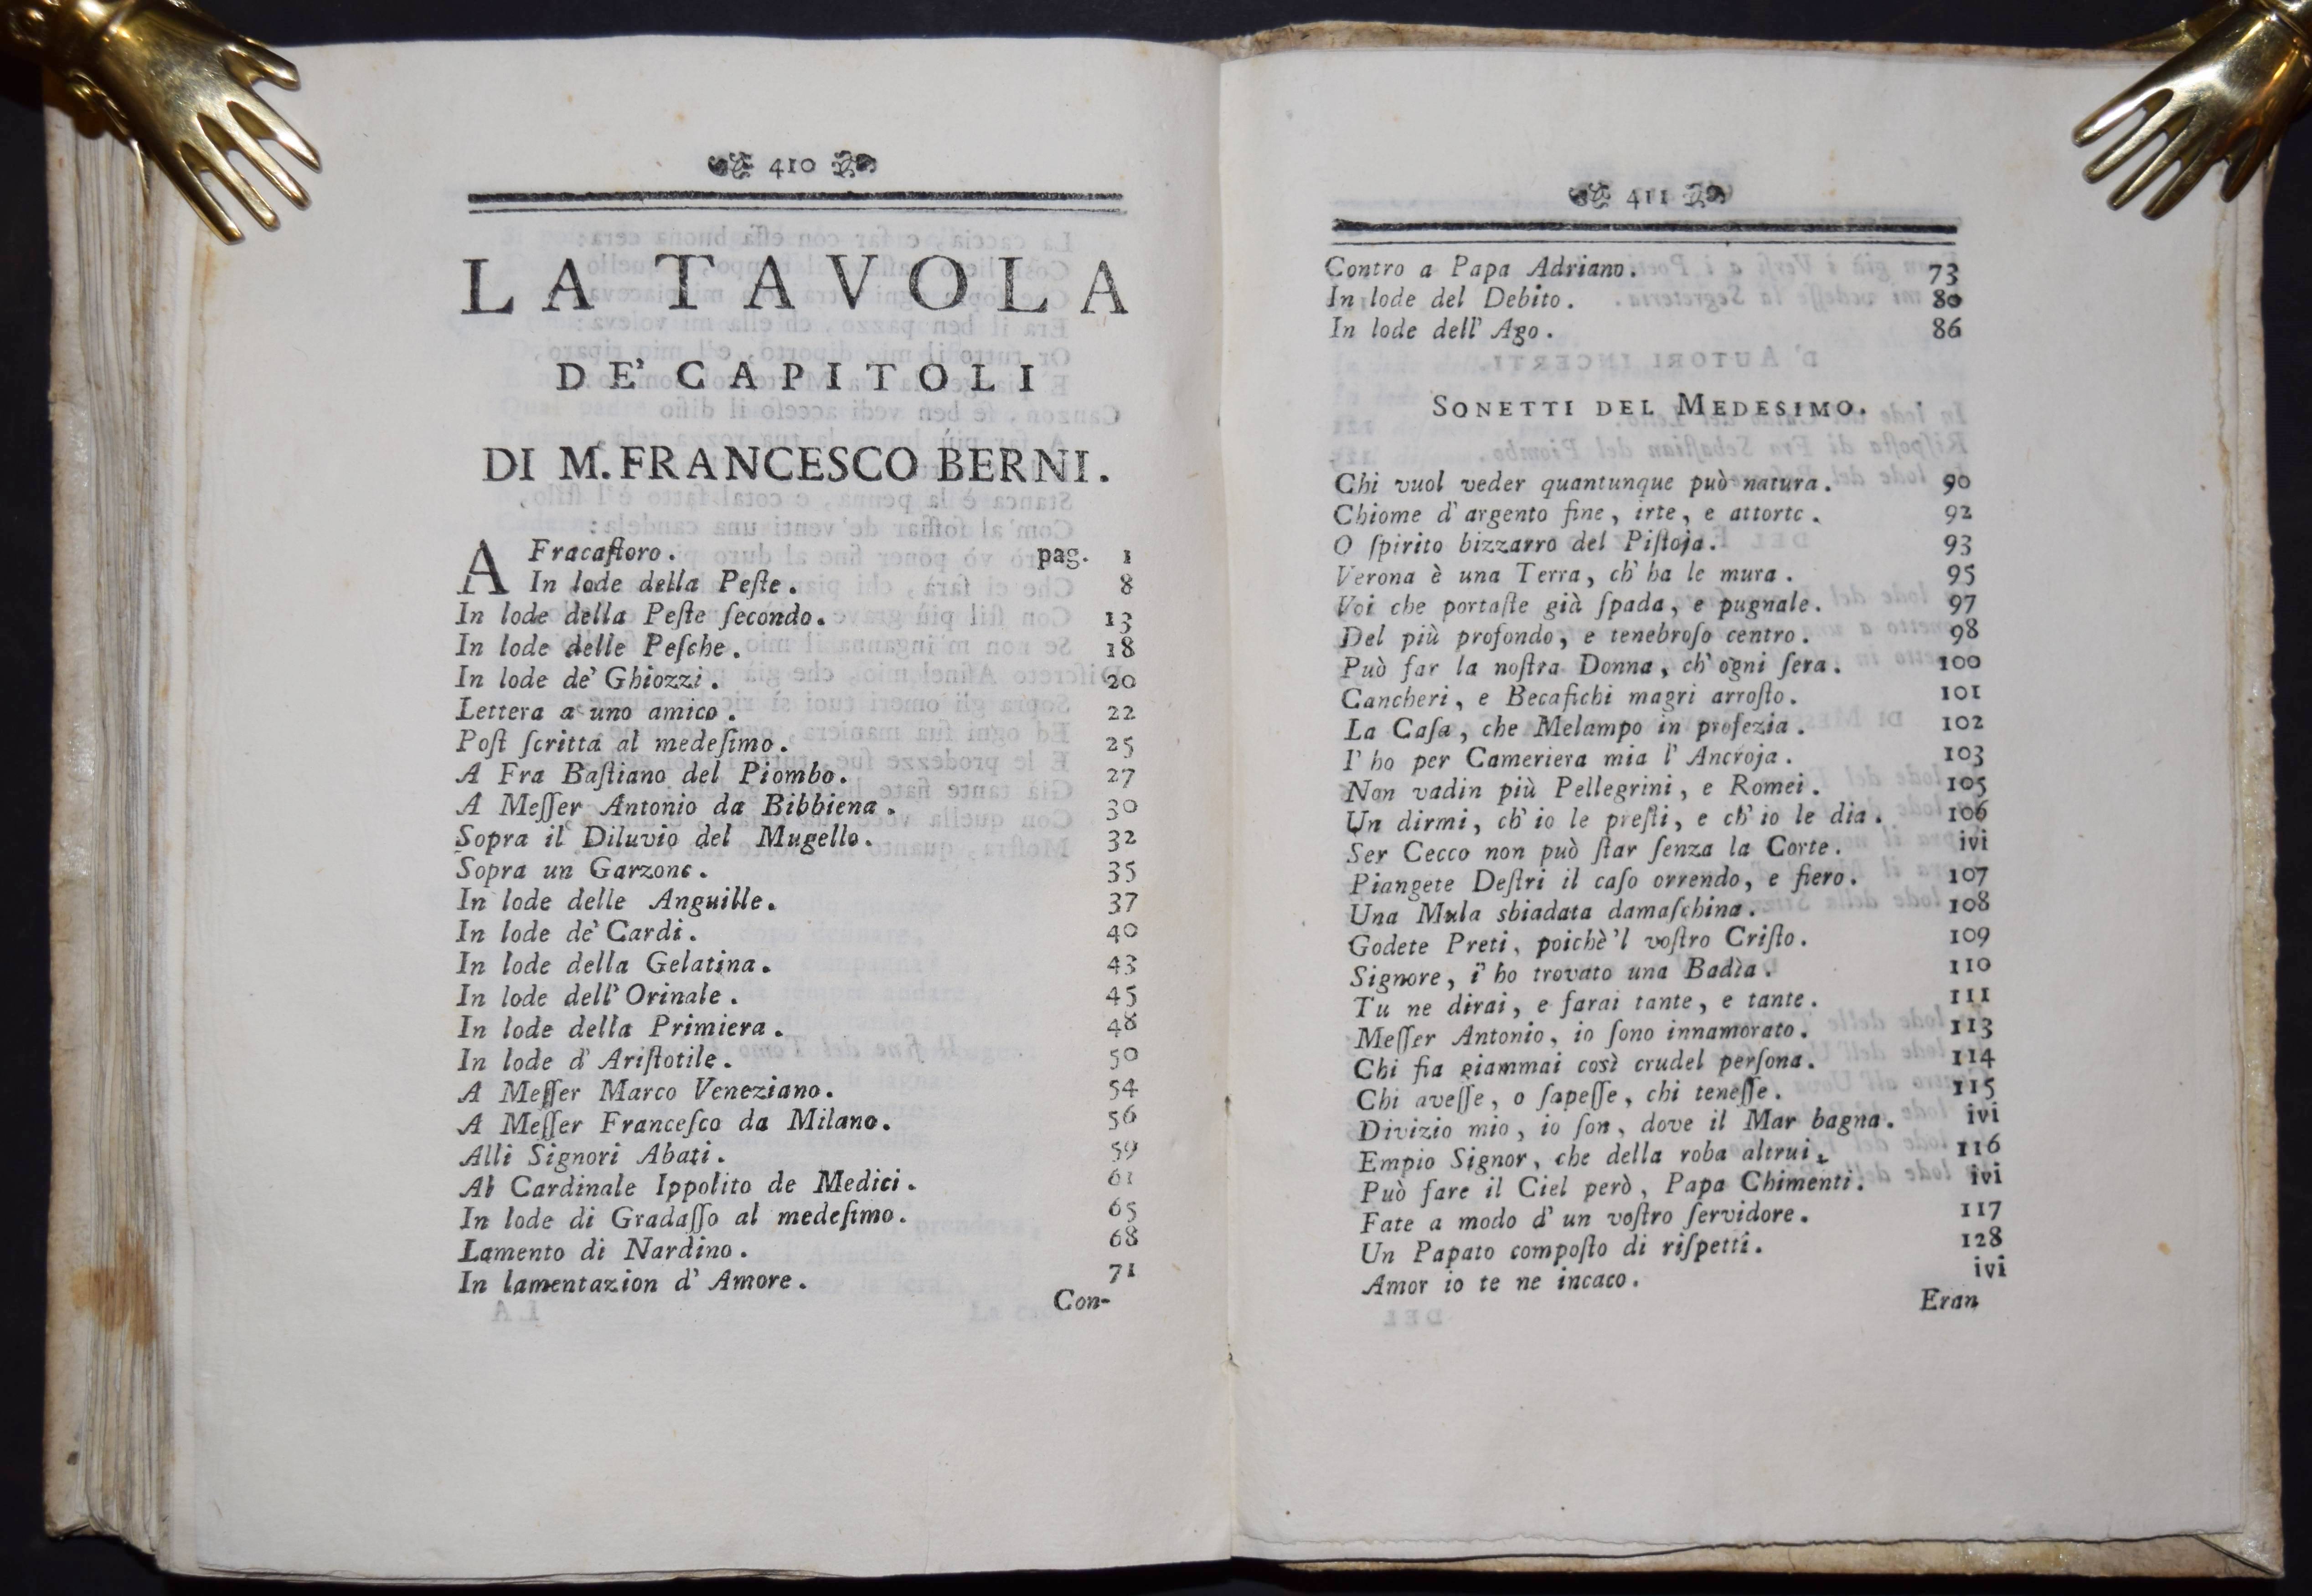 410
LA TAVOLA
DE' CAPITOLI
DI M. FRANCESCO BERNI.
A Fracaſtoro. pag. 1
In lode della Peſte. 8
In lode della Peſte ſecondo. 13
In lode delle Peſche. 18
In lode de' Ghiozzi. 20
Lettera a uno amico. 22
Poſt ſcritta al medeſimo. 25
A Fra Baſtiano del Piombo. 27
A Meſſer Antonio da Bibbiena. 30
Sopra il Diluvio del Mugello. 32
Sopra un Garzone. 35
In lode delle Anguille. 37
In lode de' Cardi. 40
In lode della Gelatina. 43
In lode dell' Orinale. 45
In lode della Primiera. 48
In lode d' Ariſtotile. 50
A Meſſer Marco Veneziano. 54
A Meſſer Franceſco da Milano. 56
Alli Signori Abati. 59
Al Cardinale Ippolito de Medici. 61
In lode di Gradaſſo al medeſimo. 65
Lamento di Nardino. 68
In lamentazion d' Amore. 71
Con-
411
Contro a Papa Adriano. 73
In lode del Debito. 80
In lode dell' Ago. 86
SONETTI DEL MEDESIMO.
Chi vuol veder quantunque può natura. 90
Chiome d' argento fine, irte, e attorte. 92
O ſpirito bizzarro del Piſtoja. 93
Verona è una Terra, ch' ha le mura. 95
Voi che portaſte già ſpada, e pugnale. 97
Del più profondo, e tenebroſo centro. 98
Può far la noſtra Donna, ch' ogni ſera. 100
Cancheri, e Becafichi magri arroſto. 101
La Caſa, che Melampo in profezia. 102
I' ho per Cameriera mia l' Ancroja. 103
Non vadin più Pellegrini, e Romei. 105
Un dirmi, ch' io le preſti, e ch' io le dia. 106
Ser Cecco non può ſtar ſenza la Corte. ivi
Piangete Deſtri il caſo orrendo, e fiero. 107
Una Mula sbiadata damaſchina. 108
Godete Preti, poichè 'l voſtro Criſto. 109
Signore, i' ho trovato una Badìa. 110
Tu ne dirai, e farai tante, e tante. 111
Meſſer Antonio, io ſono innamorato. 113
Chi fia giammai così crudel perſona. 114
Chi aveſſe, o ſapeſſe, chi teneſſe. 115
Divizio mio, io ſon, dove il Mar bagna. ivi
Empio Signor, che della roba altrui. 116
Può fare il Ciel però, Papa Chimenti. ivi
Fate a modo d' un voſtro ſervidore. 117
Un Papato compoſto di riſpetti. 128
Amor io te ne incaco. ivi
Eran